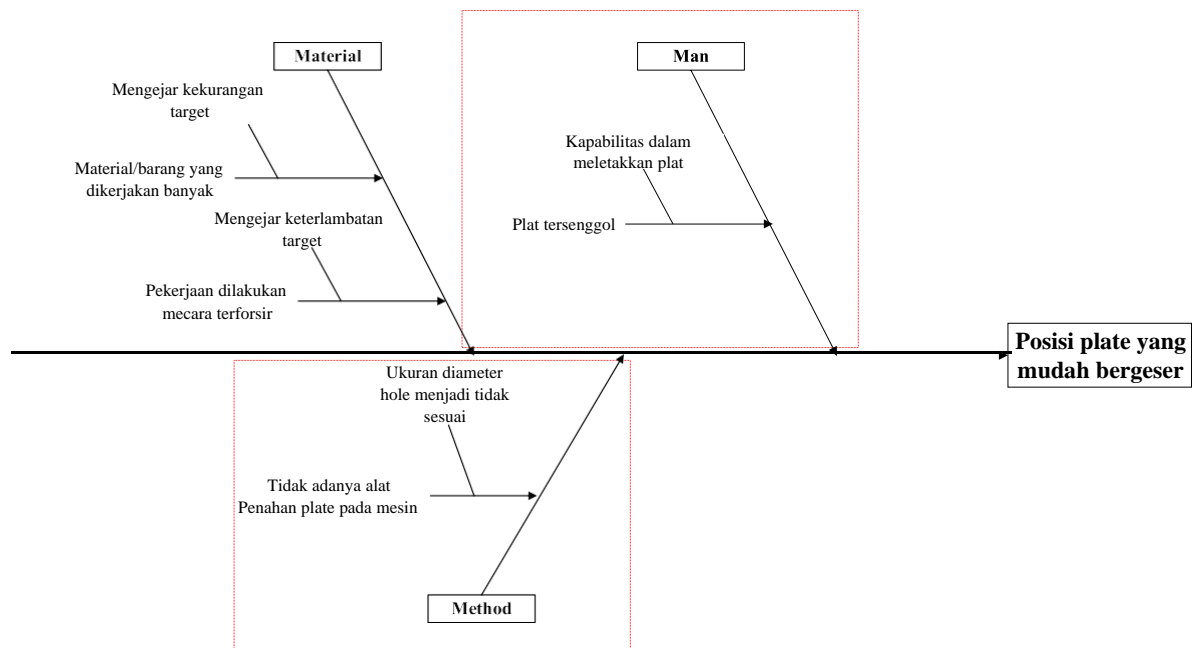 Material
Man
Mengejar kekurangan
target
Material/barang yang
dikerjakan banyak
Mengejar keterlambatan
target
Pekerjaan dilakukan
mecara terforsir
Kapabilitas dalam
meletakkan plat
Plat tersenggol
Posisi plate yang
mudah bergeser
Ukuran diameter
hole menjadi tidak
sesuai
Tidak adanya alat
Penahan plate pada mesin
Method